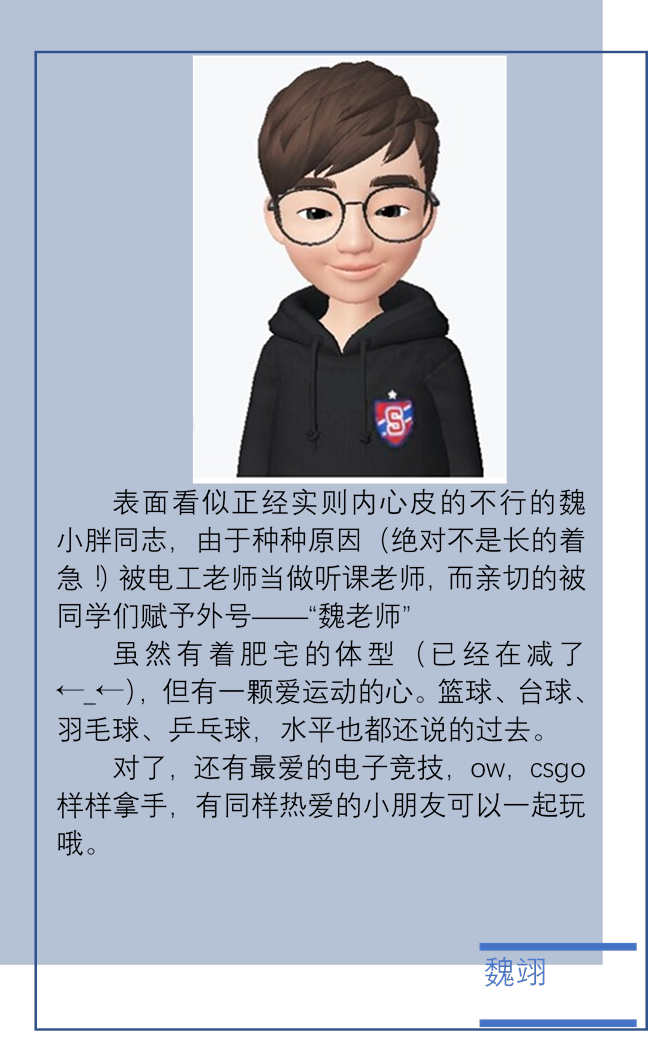 S
表面看似正经实则内心皮的不行的魏
小胖同志，由于种种原因（绝对不是长的着
急！）被电工老师当做听课老师，而亲切的被
同学们赋予外号——“魏老师”
虽然有着肥宅的体型（已经在减了
←_←），但有一颗爱运动的心。篮球、台球、
羽毛球、乒乓球，水平也都还说的过去。
对了，还有最爱的电子竞技，ow，csgo
样样拿手，有同样热爱的小朋友可以一起玩
哦。
魏翊